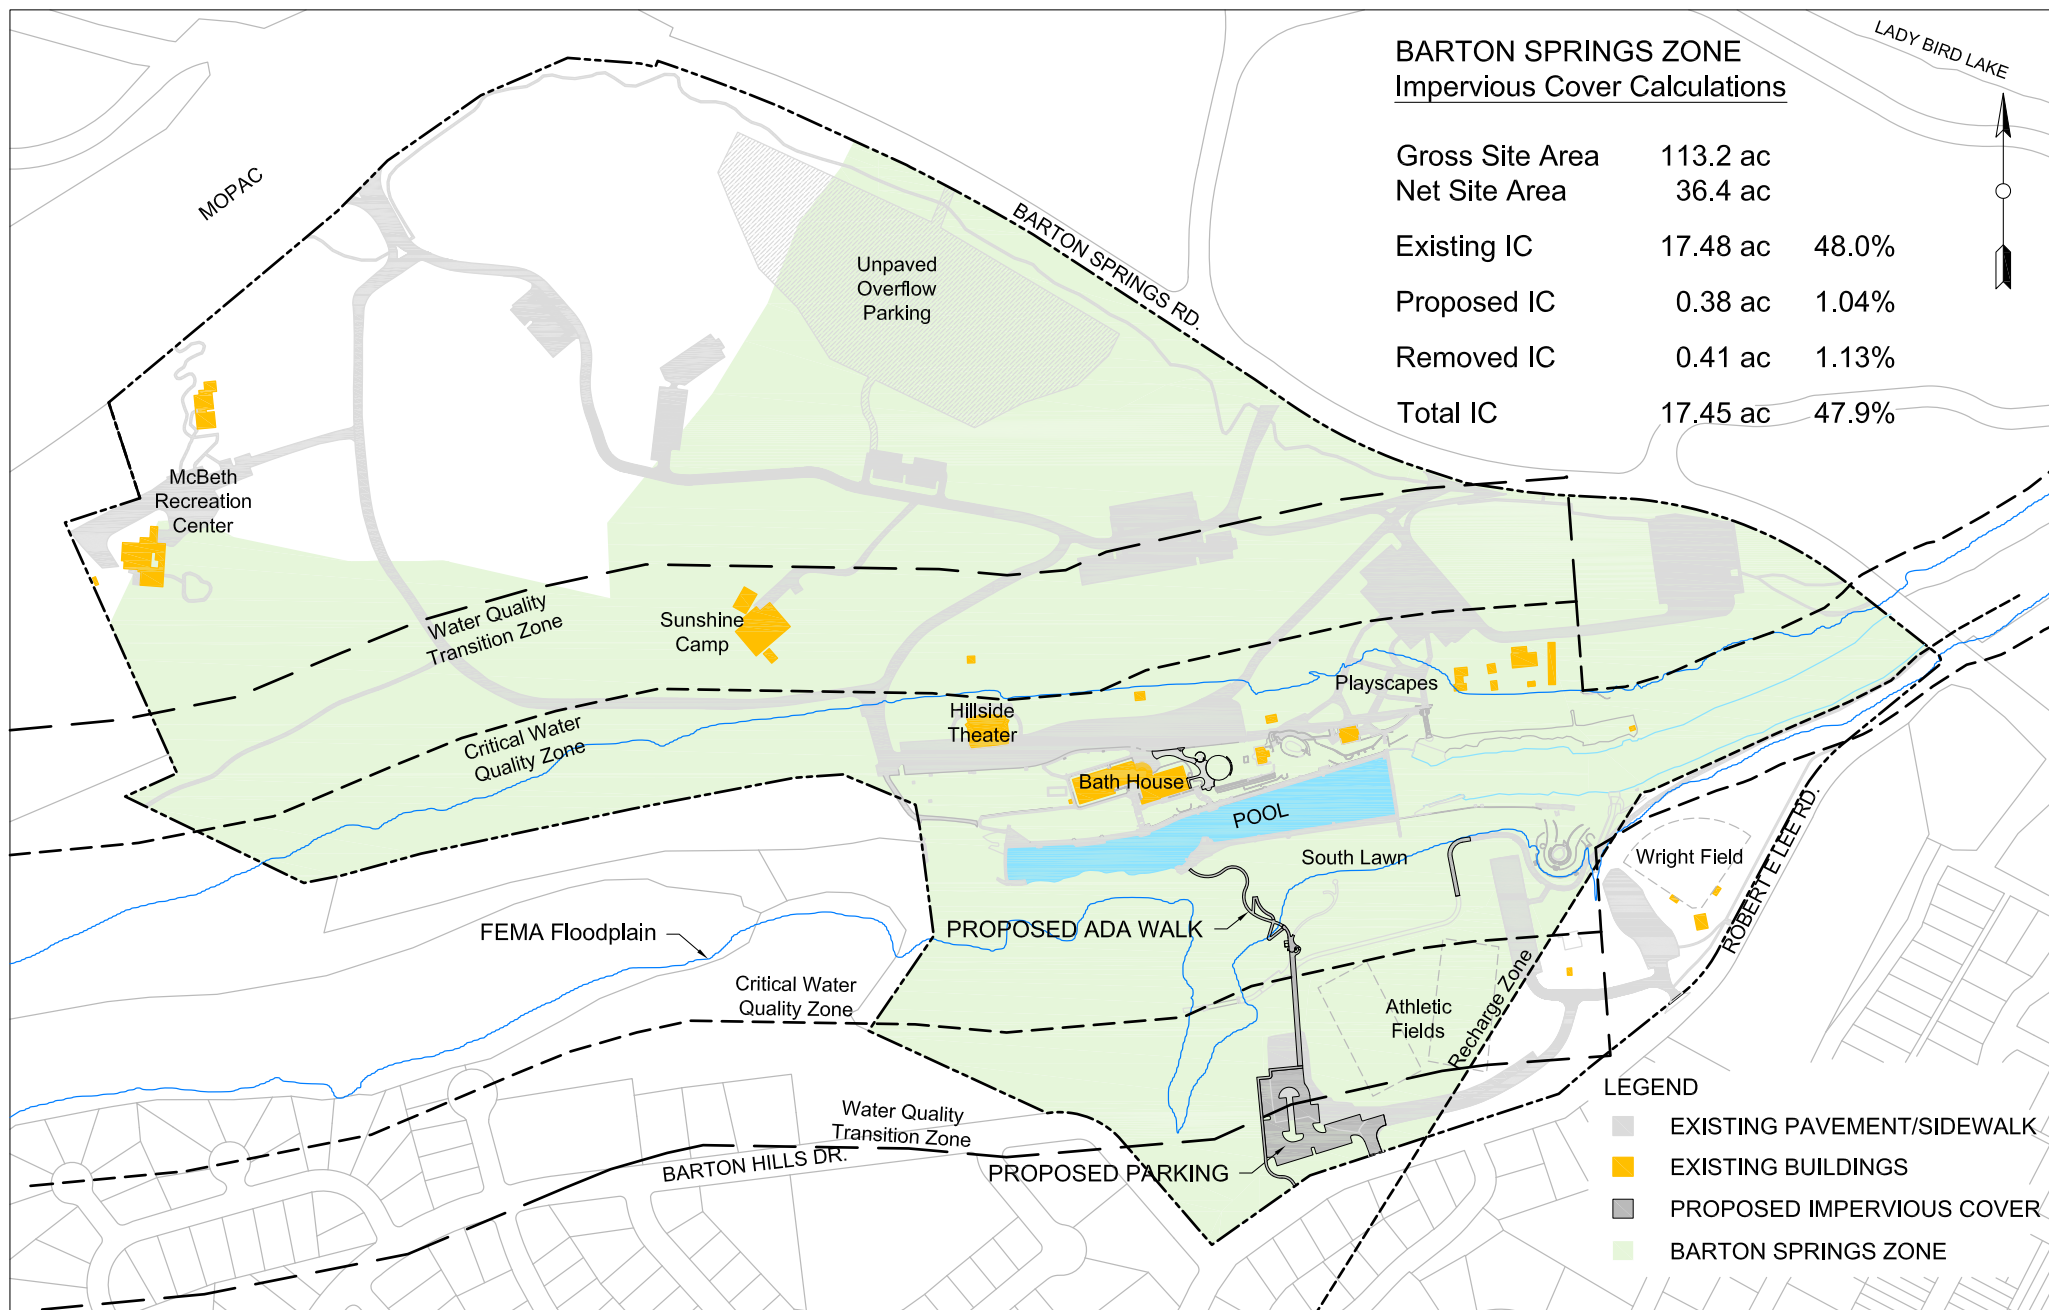 LADY BIRD LAKE
BARTON SPRINGS ZONE
Impervious Cover Calculations
Gross Site Area 113.2 ac
Net Site Area 36.4 ac
Existing IC 17.48 ac 48.0%
Proposed IC 0.38 ac 1.04%
Removed IC 0.41 ac 1.13%
Total IC 17.45 ac 47.9%
MOPAC
BARTON SPRINGS RD.
Unpaved
Overflow
Parking
McBeth
Recreation
Center
Water Quality
Transition Zone
Sunshine
Camp
Critical Water
Quality Zone
Hillside
Theater
Playscapes
Bath House
POOL
South Lawn
Wright Field
ROBERT E LEE RD.
FEMA Floodplain
PROPOSED ADA WALK
Critical Water
Quality Zone
Athletic
Fields
Recharge Zone
Water Quality
Transition Zone
BARTON HILLS DR.
PROPOSED PARKING
LEGEND
EXISTING PAVEMENT/SIDEWALK
EXISTING BUILDINGS
PROPOSED IMPERVIOUS COVER
BARTON SPRINGS ZONE